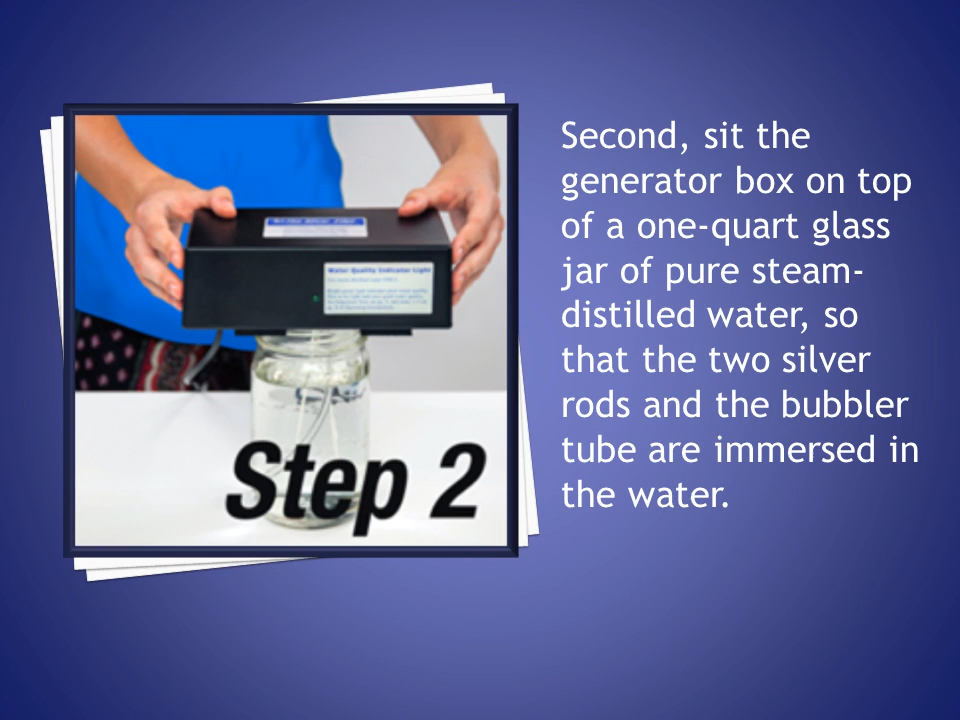 Second, sit the
generator box on top
of a one-quart glass
jar of pure steam-
distilled water, so
that the two silver
rods and the bubbler
tube are immersed in
the water.
Water Quality Indicator Light
Step 2